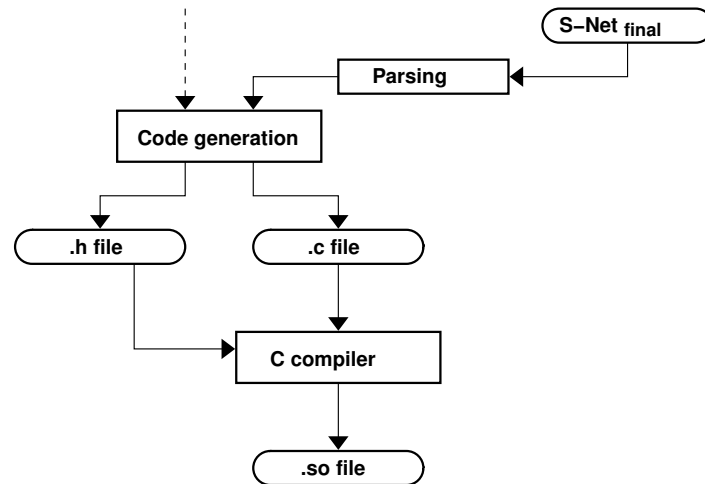 S−Net final
Parsing
Code generation
.h file
.c file
C compiler
.so file